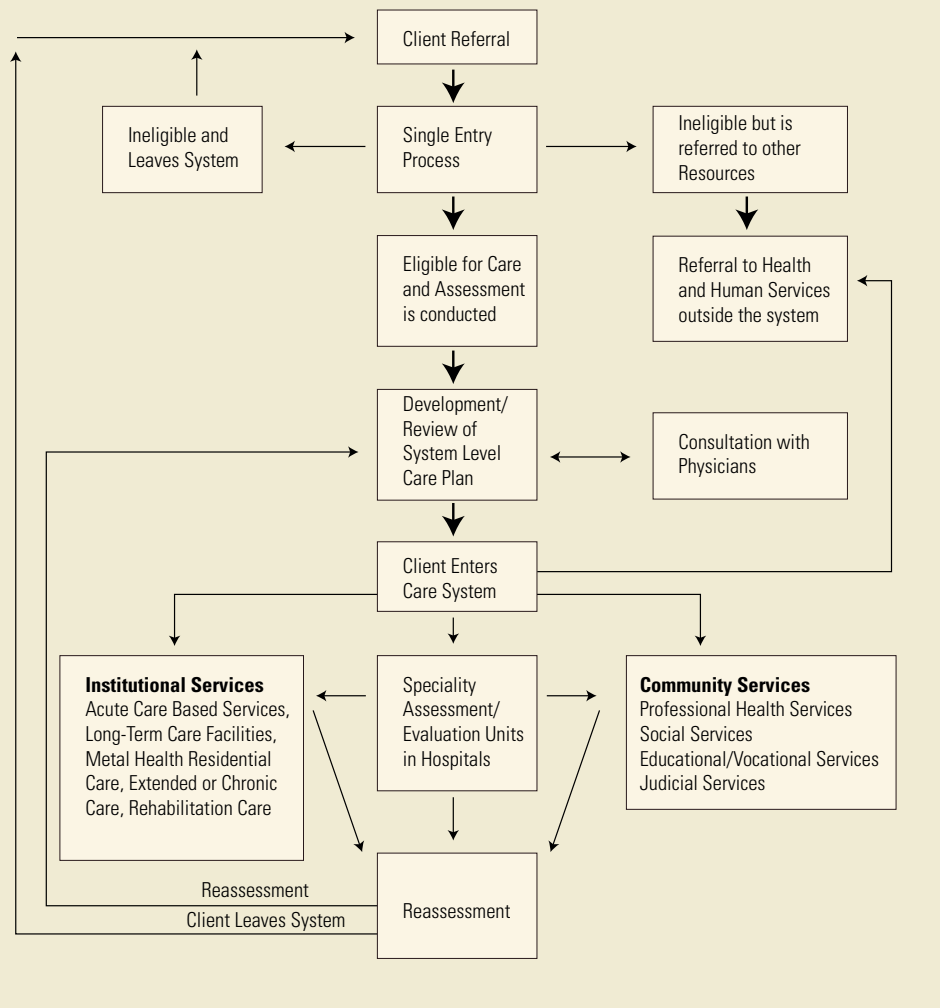 Client Referral
Ineligible and
Leaves System
Single Entry
Process
Ineligible but is
referred to other
Resources
Eligible for Care
and Assessment
is conducted
Referral to Health
and Human Services
outside the system
Development/
Review of
System Level
Care Plan
Consultation with
Physicians
Client Enters
Care System
Institutional Services
Acute Care Based Services,
Long-Term Care Facilities,
Metal Health Residential
Care, Extended or Chronic
Care, Rehabilitation Care
Speciality
Assessment/
Evaluation Units
in Hospitals
Community Services
Professional Health Services
Social Services
Educational/Vocational Services
Judicial Services
Reassessment
Client Leaves System
Reassessment